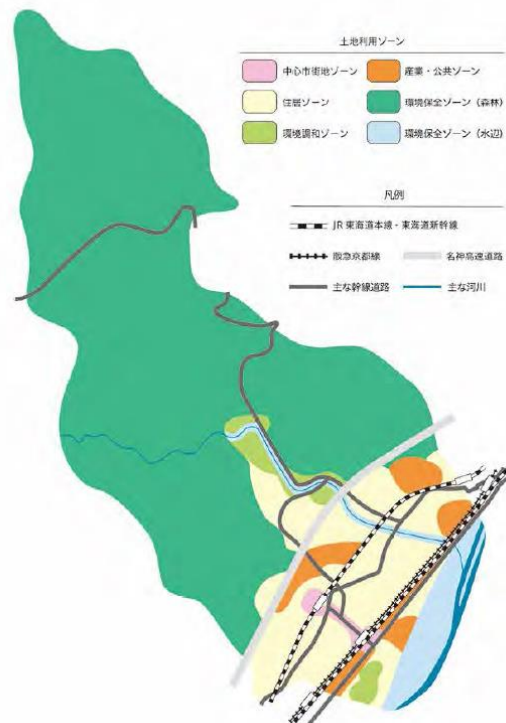 土地利用ゾーン
中心市街地ゾーン 産業・公共ゾーン
住居ゾーン 環境保全ゾーン(森林)
環境調和ゾーン 環境保全ゾーン(水辺)
凡例
JR東海道本線・東海道新幹線
阪急京都線 名神高速道路
主な幹線道路 主な河川